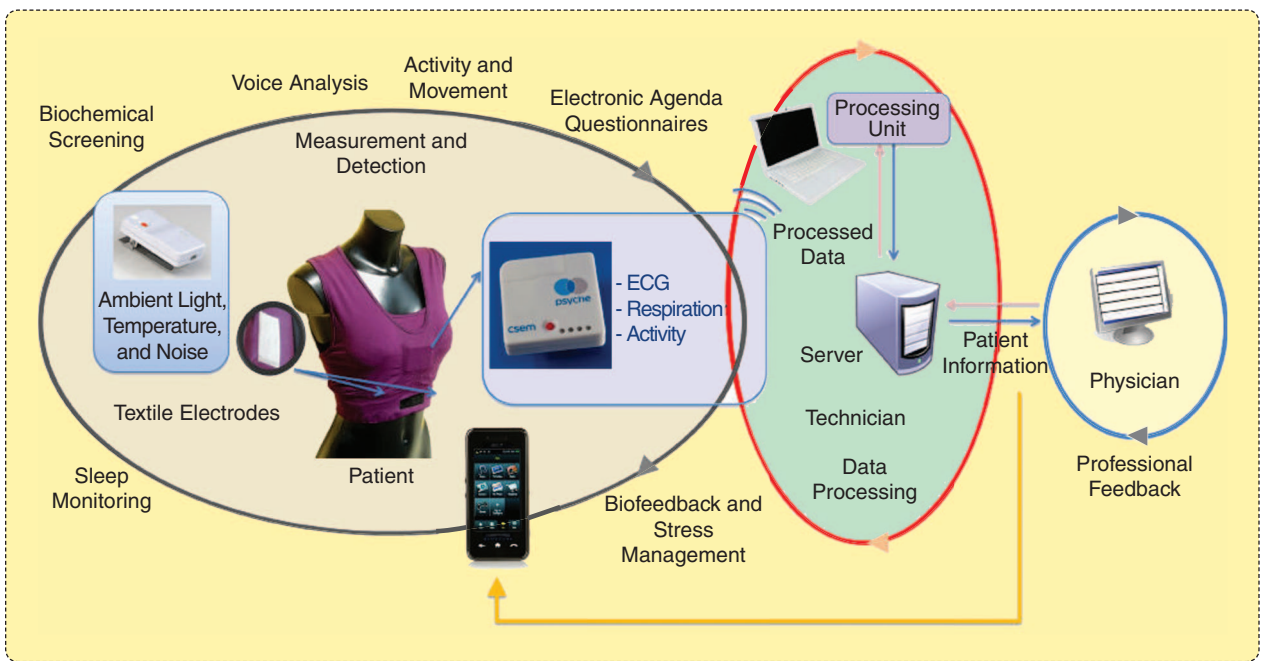 Voice Analysis
Activity and
Movement
Biochemical
Screening
Electronic Agenda
Questionnaires
Measurement and
Detection
Processing
Unit
Ambient Light,
Temperature,
and Noise
psyche
csem
- ECG
- Respiration
- Activity
Processed
Data
Server
Patient
Information
Physician
Textile Electrodes
Technician
Patient
Sleep
Monitoring
Data
Processing
Professional
Feedback
Biofeedback and
Stress
Management